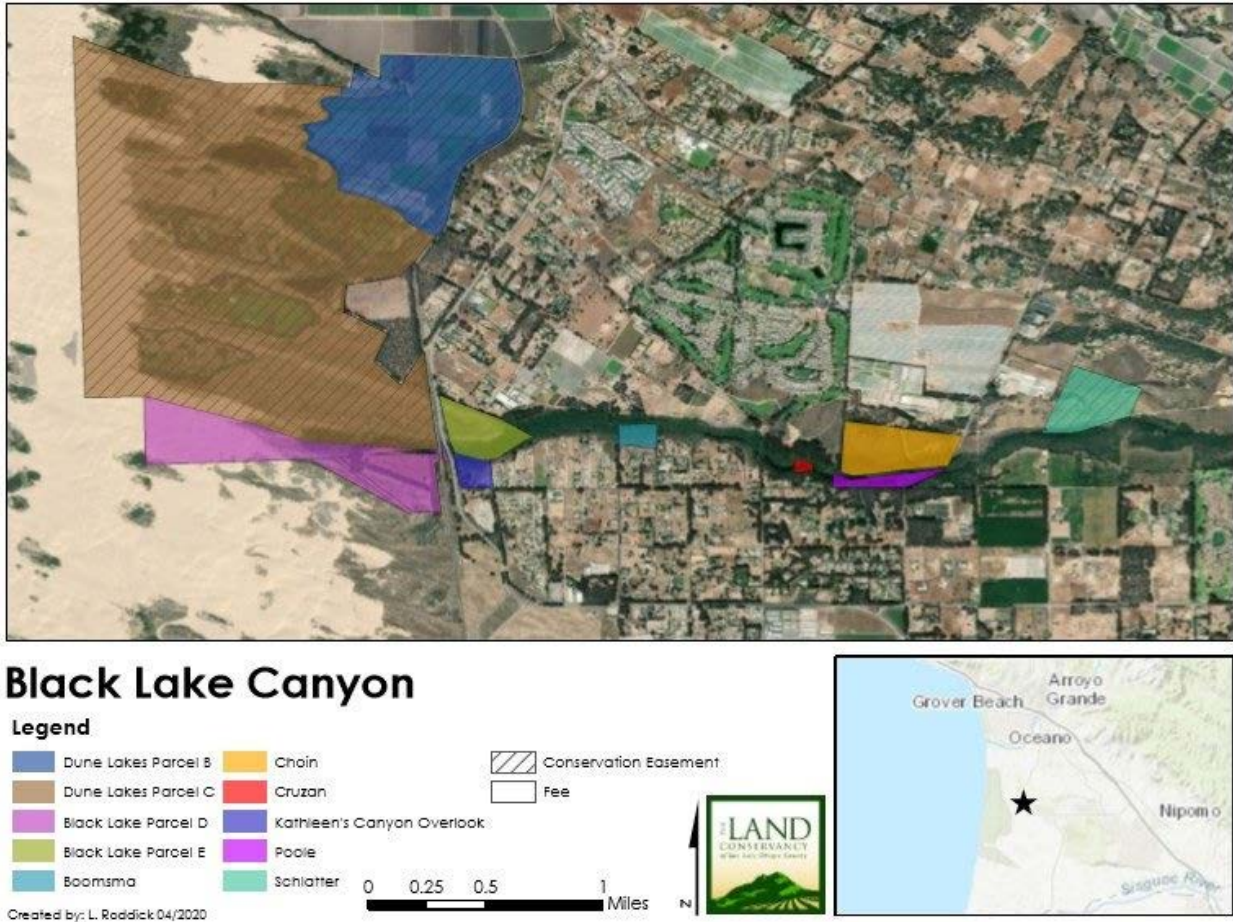 Black Lake Canyon
Legend
Dune Lakes Parcel B
Dune Lakes Parcel C
Black Lake Parcel D
Black Lake Parcel E
Boomsma
Choin
Cruzan
Kathleen's Canyon Overlook
Poole
Schlatter
Conservation Easement
Fee
0 0.25 0.5 1
Miles
N
THE
LAND
CONSERVANCY
of San Luis Obispo County
Arroyo
Grande
Grover Beach
Oceano
Nipomo
Sisquoc River
Created by: L. Roddick 04/2020